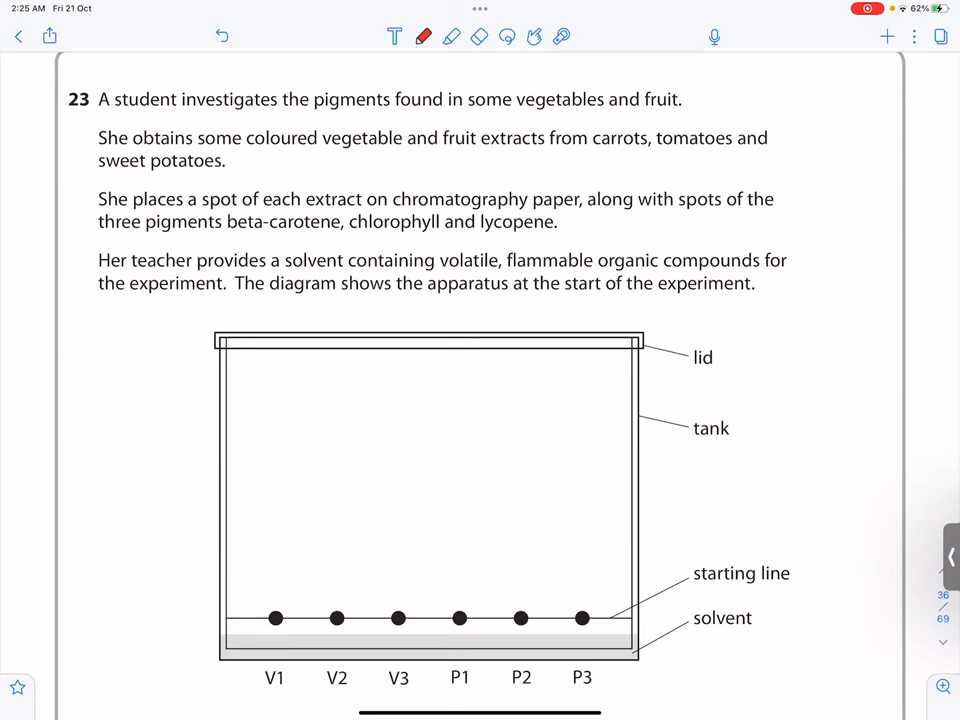 2:25 AM Fri 21 Oct
62%
T
23 A student investigates the pigments found in some vegetables and fruit.
She obtains some coloured vegetable and fruit extracts from carrots, tomatoes and
sweet potatoes.
She places a spot of each extract on chromatography paper, along with spots of the
three pigments beta-carotene, chlorophyll and lycopene.
Her teacher provides a solvent containing volatile, flammable organic compounds for
the experiment. The diagram shows the apparatus at the start of the experiment.
lid
tank
starting line
solvent
V1 V2 V3 P1 P2 P3
36
/
69